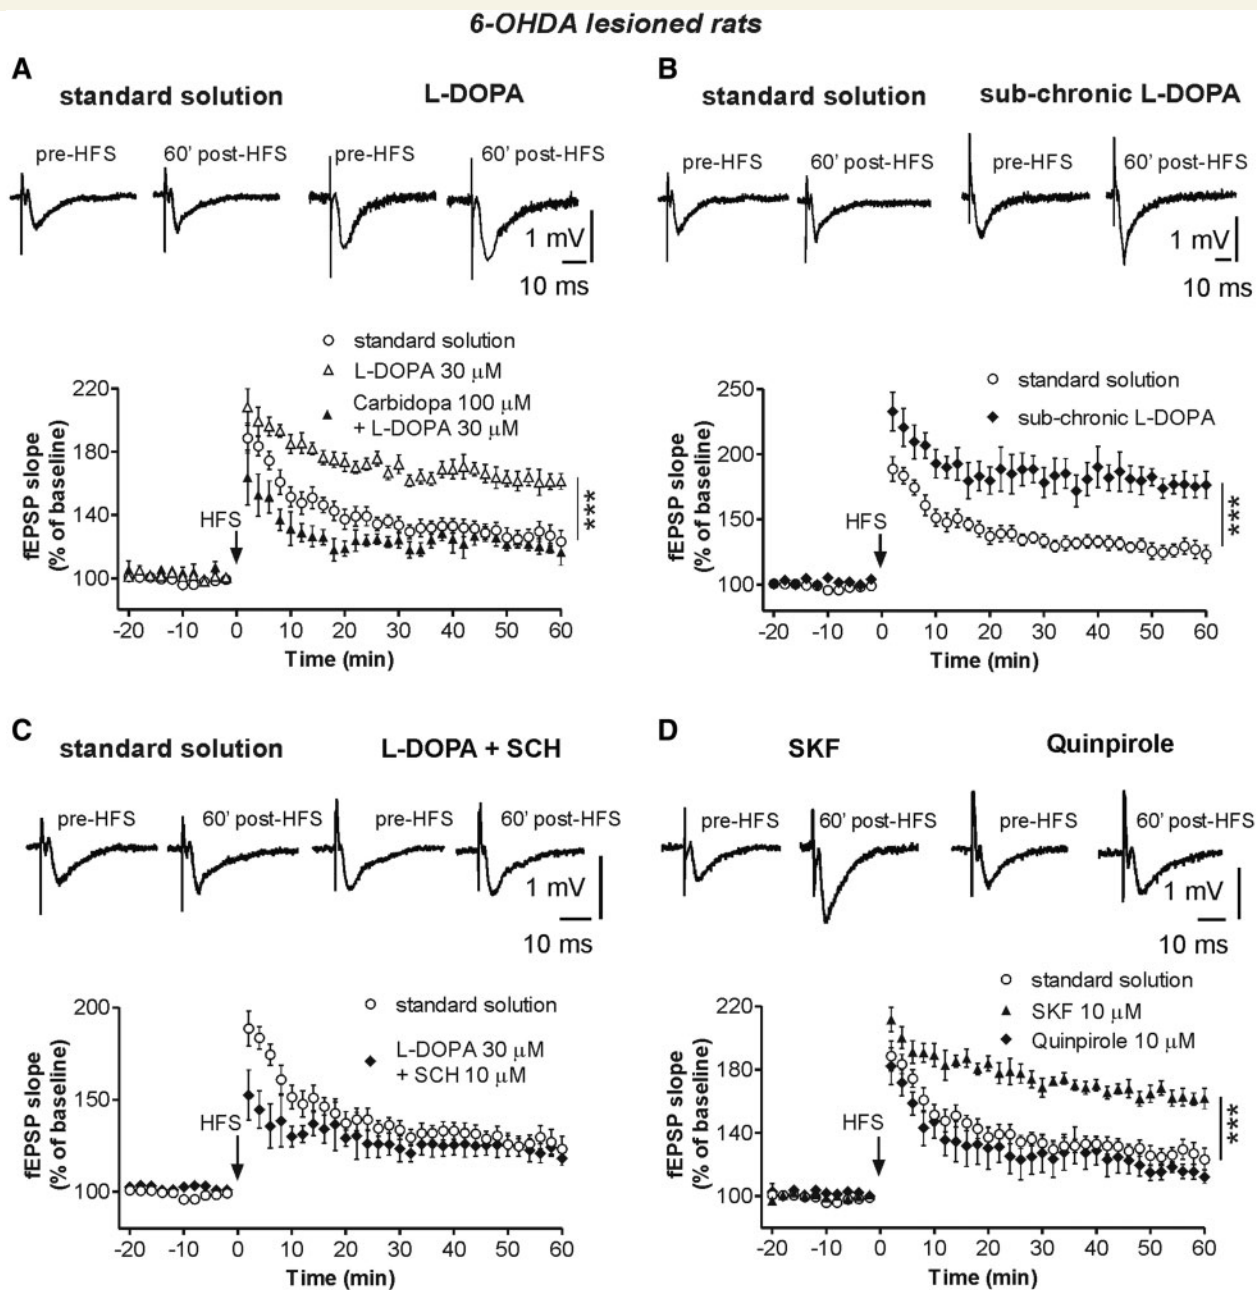 6-OHDA lesioned rats
A
standard solution
L-DOPA
pre-HFS
60' post-HFS
pre-HFS
60' post-HFS
1 mV
10 ms
standard solution
L-DOPA 30 μM
Carbidopa 100 μM
+ L-DOPA 30 μM
fEPSP slope
(% of baseline)
220
180
140
100
HFS
***
-20 -10 0 10 20 30 40 50 60
Time (min)
B
standard solution
sub-chronic L-DOPA
pre-HFS
60' post-HFS
pre-HFS
60' post-HFS
1 mV
10 ms
standard solution
sub-chronic L-DOPA
fEPSP slope
(% of baseline)
250
200
150
100
HFS
***
-20 -10 0 10 20 30 40 50 60
Time (min)
C
standard solution
L-DOPA + SCH
pre-HFS
60' post-HFS
pre-HFS
60' post-HFS
1 mV
10 ms
standard solution
L-DOPA 30 μM
+ SCH 10 μM
fEPSP slope
(% of baseline)
200
150
100
HFS
-20 -10 0 10 20 30 40 50 60
Time (min)
D
SKF
Quinpirole
pre-HFS
60' post-HFS
pre-HFS
60' post-HFS
1 mV
10 ms
standard solution
SKF 10 μM
Quinpirole 10 μM
fEPSP slope
(% of baseline)
220
180
140
100
HFS
***
-20 -10 0 10 20 30 40 50 60
Time (min)